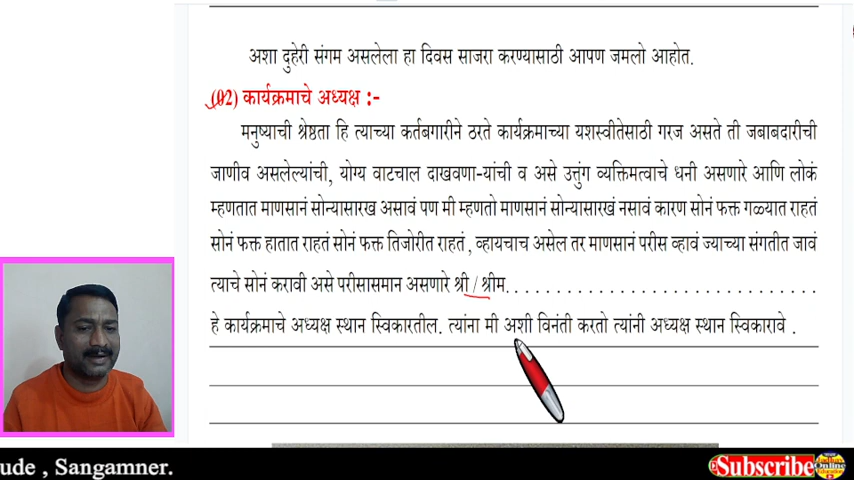 अशा दुहेरी संगम असलेला हा दिवस साजरा करण्यासाठी आपण जमलो आहोत.
(02) कार्यक्रमाचे अध्यक्ष :-
मनुष्याची श्रेष्ठता हि त्याच्या कर्तबगारीने ठरते कार्यक्रमाच्या यशस्वीतेसाठी गरज असते ती जबाबदारीची
जाणीव असलेल्यांची, योग्य वाटचाल दाखवणा-यांची व असे उत्तुंग व्यक्तिमत्वाचे धनी असणारे आणि लोकं
म्हणतात माणसानं सोन्यासारख असावं पण मी म्हणतो माणसानं सोन्यासारखं नसावं कारण सोनं फक्त गळ्यात राहतं
सोनं फक्त हातात राहतं सोनं फक्त तिजोरीत राहतं, व्हायचाच असेल तर माणसानं परीस व्हावं ज्याच्या संगतीत जावं
त्याचे सोनं करावी असे परीसासमान असणारे श्री / श्रीम..............................
हे कार्यक्रमाचे अध्यक्ष स्थान स्विकारतील. त्यांना मी अशी विनंती करतो त्यांनी अध्यक्ष स्थान स्विकारावे .
ude , Sangamner.
Subscribe
Online